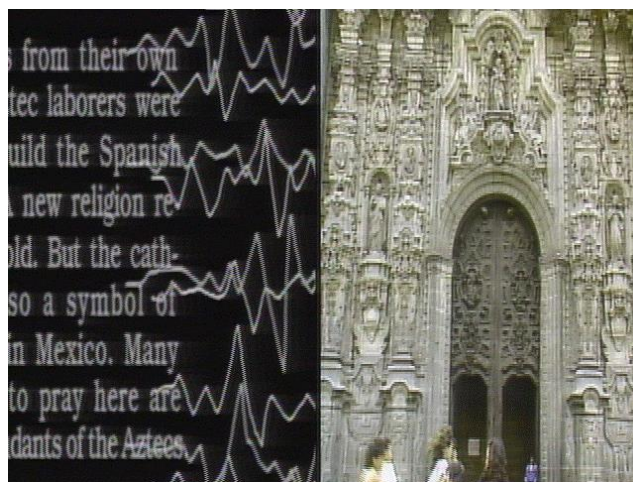 s from their own
tec laborers were
uild the Spanish
A new religion re-
old. But the cath-
so a symbol of
in Mexico. Many
to pray here are
dants of the Aztecs